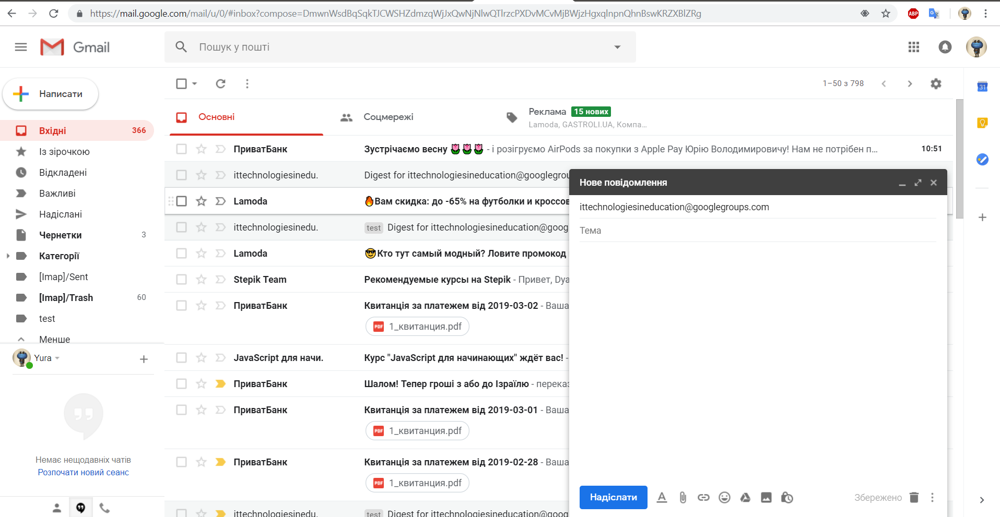 https://mail.google.com/mail/u/0/#inbox?compose=DmwnWsdBqSqkTJCWSHZdmzqWjJxQwNjNlwQTlrzcPXDvMCvMjBWjzHgxqlnpnQhnBswKRZXBlZRg
ABP
Gmail
Пошук у пошті
Написати
1–50 з 798
31
Основні
Соцмережі
Реклама 15 нових
Lamoda, GASTROLI.UA, Компа...
Вхідні 366
Із зірочкою
Відкладені
Важливі
Надіслані
Чернетки 3
Категорії
[Imap]/Sent
[Imap]/Trash 60
test
Менше
Yura
Немає нещодавніх чатів
Розпочати новий сеанс
ПриватБанк Зустрічаємо весну 🌷🌷🌷 - і розігруємо AirPods за покупки з Apple Pay Юрію Володимировичу! Нам не потрібен п... 10:51
ittechnologiesinedu. Digest for ittechnologiesineducation@googlegrou
Lamoda 🔥Вам скидка: до -65% на футболки и кроссов
ittechnologiesinedu. test Digest for ittechnologiesineducation@goog
Lamoda 😎Кто тут самый модный? Ловите промокод
Stepik Team Рекомендуемые курсы на Stepik - Привет, Dya
ПриватБанк Квитанція за платежем від 2019-03-02 - Ваша
PDF 1_квитанция.pdf
JavaScript для начи. Курс "JavaScript для начинающих" ждёт вас! -
ПриватБанк Шалом! Тепер гроші з або до Ізраїлю - переказ
ПриватБанк Квитанція за платежем від 2019-03-01 - Ваша
PDF 1_квитанция.pdf
ПриватБанк Квитанція за платежем від 2019-02-28 - Ваша
PDF 1_квитанция.pdf
ittechnologiesinedu. test Digest for ittechnologiesineducation@goog
Нове повідомлення
ittechnologiesineducation@googlegroups.com
Тема
Надіслати
Збережено